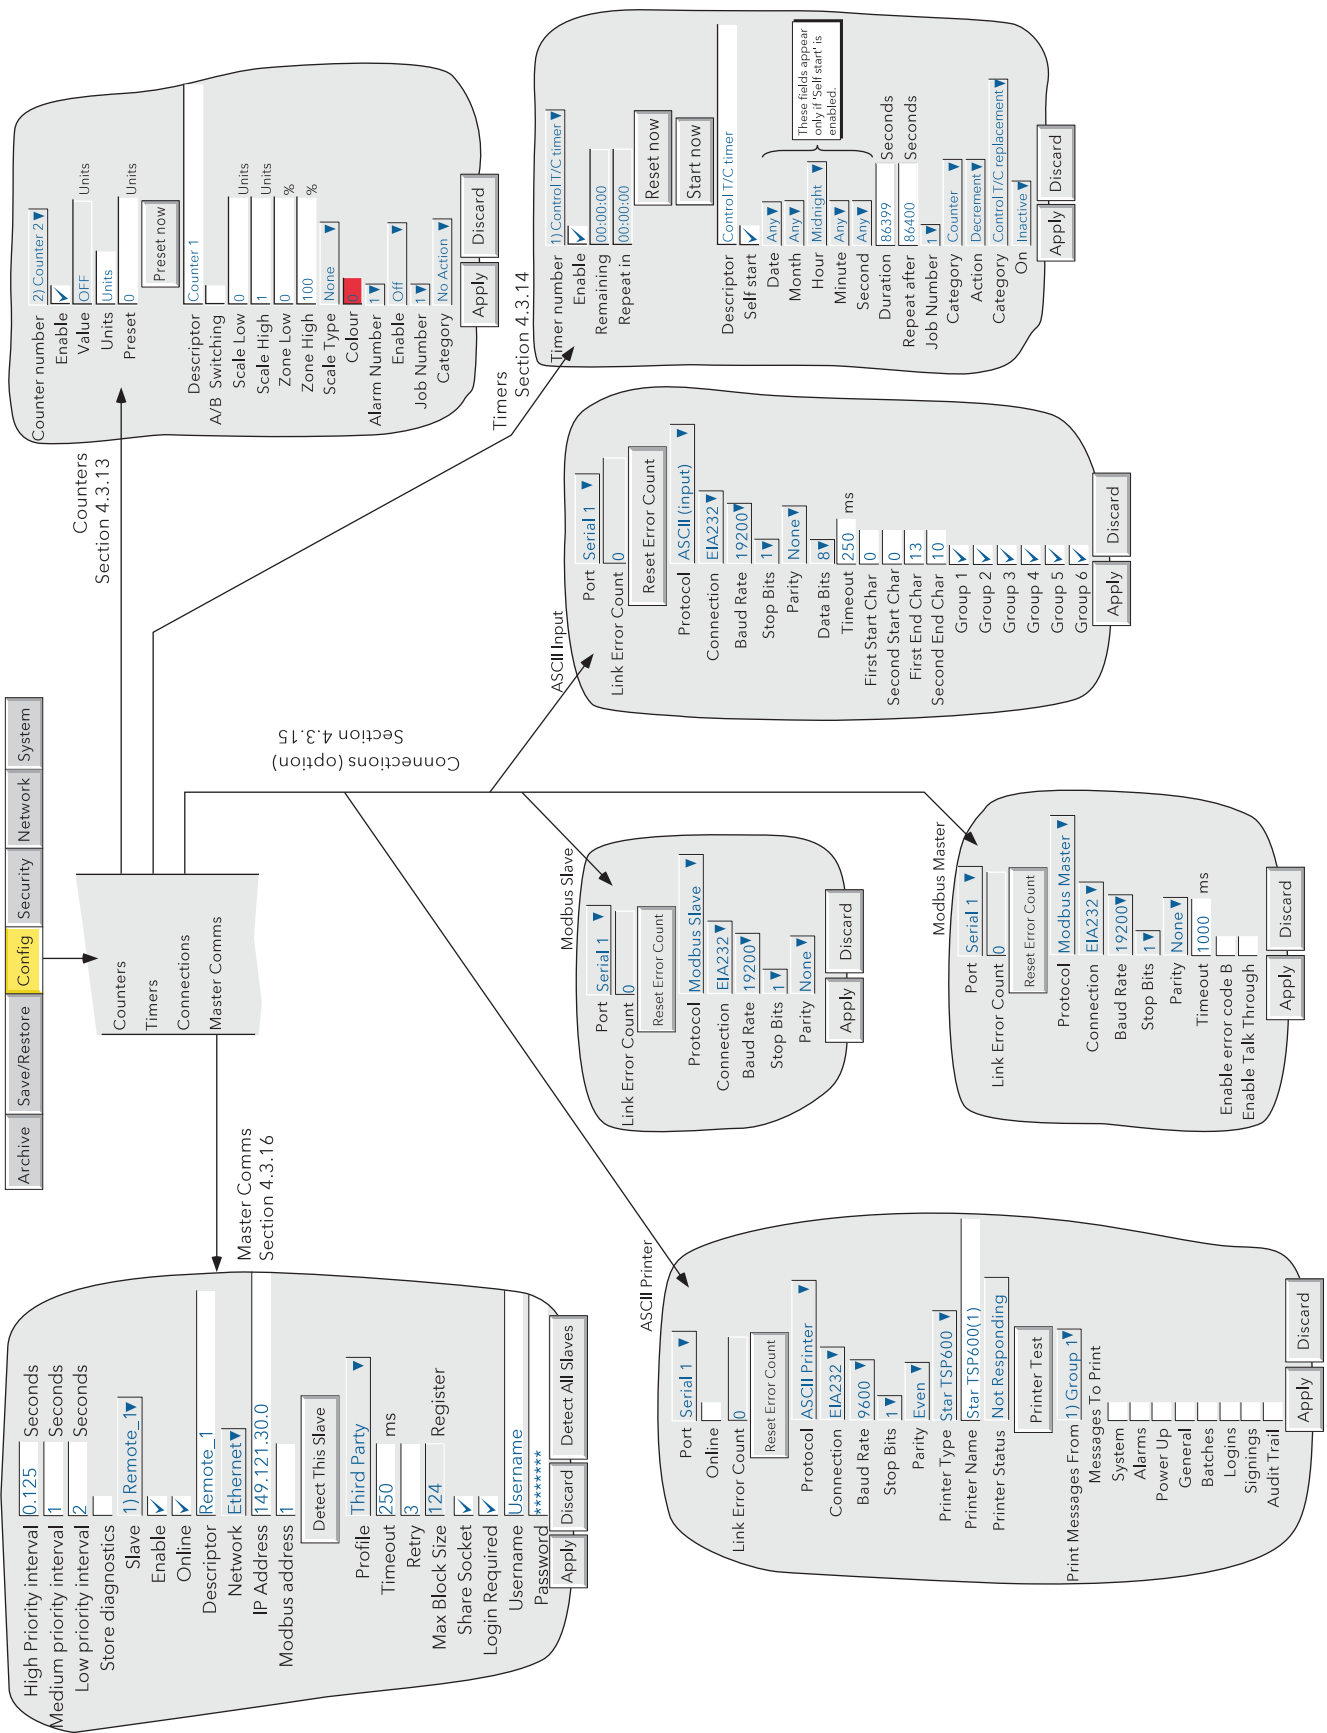 Archive Save/Restore Config Security Network System
Counters
Timers
Connections
Master Comms
Master Comms
Section 4.3.16
High Priority interval 0.125 Seconds
Medium priority interval 1 Seconds
Low priority interval 2 Seconds
Store diagnostics
Slave 1) Remote_1
Enable
Online
Descriptor Remote_1
Network Ethernet
IP Address 149.121.30.0
Modbus address 1
Detect This Slave
Profile Third Party
Timeout 250 ms
Retry 3
Max Block Size 124 Register
Share Socket
Login Required
Username Username
Password ********
Apply Discard Detect All Slaves
Counters
Section 4.3.13
Counter number 2) Counter 2
Enable
Value OFF Units
Units Units
Preset 0 Units
Preset now
Descriptor Counter 1
A/B Switching
Scale Low 0 Units
Scale High 1 Units
Zone Low 0 %
Zone High 100 %
Scale Type None
Colour 0
Alarm Number 1
Enable Off
Job Number 1
Category No Action
Apply Discard
Timers
Section 4.3.14
Timer number 1) Control T/C timer
Enable
Remaining 00:00:00
Repeat in 00:00:00
Reset now
Start now
Descriptor Control T/C timer
Self start
Date Any
Month Any
Hour Midnight
Minute Any
Second Any
These fields appear
only if 'Self start' is
enabled.
Duration 86399 Seconds
Repeat after 86400 Seconds
Job Number 1
Category Counter
Action Decrement
Category Control T/C replacement
On Inactive
Apply Discard
Connections (option)
Section 4.3.15
ASCII Printer
Port Serial 1
Online
Link Error Count 0
Reset Error Count
Protocol ASCII Printer
Connection EIA232
Baud Rate 9600
Stop Bits 1
Parity Even
Printer Type Star TSP600
Printer Name Star TSP600(1)
Printer Status Not Responding
Printer Test
Print Messages From 1) Group 1
Messages To Print
System
Alarms
Power Up
General
Batches
Logins
Signings
Audit Trail
Apply Discard
Modbus Slave
Port Serial 1
Link Error Count 0
Reset Error Count
Protocol Modbus Slave
Connection EIA232
Baud Rate 19200
Stop Bits 1
Parity None
Apply Discard
ASCII Input
Port Serial 1
Link Error Count 0
Reset Error Count
Protocol ASCII (input)
Connection EIA232
Baud Rate 19200
Stop Bits 1
Parity None
Data Bits 8
Timeout 250 ms
First Start Char 0
Second Start Char 0
First End Char 13
Second End Char 10
Group 1
Group 2
Group 3
Group 4
Group 5
Group 6
Apply Discard
Modbus Master
Port Serial 1
Link Error Count 0
Reset Error Count
Protocol Modbus Master
Connection EIA232
Baud Rate 19200
Stop Bits 1
Parity None
Timeout 1000 ms
Enable error code B
Enable Talk Through
Apply Discard